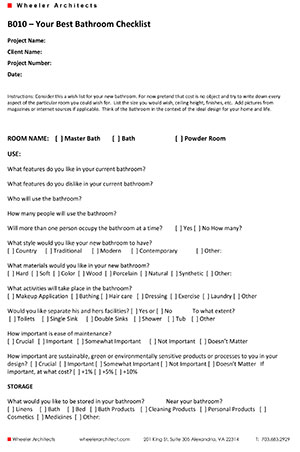 Wheeler Architects
B010 – Your Best Bathroom Checklist
Project Name:
Client Name:
Project Number:
Date:
Instructions: Consider this a wish list for your new bathroom. For now pretend that cost is no object and try to write down every
aspect of the particular room you could wish for. List the size you would wish, ceiling height, finishes, etc. Add pictures from
magazines or internet if possible. Think of the Bathroom in the context of the ideal design for your home and life.
ROOM NAME: [ ] Master Bath [ ] Bath [ ] Powder Room
USE:
What features do you like in your current bathroom?
What features do you dislike in your current bathroom?
Who will use the bathroom?
How many people will use the bathroom?
Will more than one person occupy the bathroom at a time? [ ] Yes [ ] No How many?
What style would you like your new bathroom to have?
[ ] Country [ ] Traditional [ ] Modern [ ] Contemporary [ ] Other:
What materials would you like in your new bathroom?
[ ] Hard [ ] Soft [ ] Color [ ] Wood [ ] Porcelain [ ] Natural [ ] Synthetic [ ] Other:
What activities will take place in the bathroom?
[ ] Makeup Application [ ] Bathing [ ] Hair care [ ] Dressing [ ] Exercise [ ] Laundry [ ] Other
Would you like separate his and hers facilities? [ ] Yes or [ ] No To what extent?
[ ] Toilets [ ] Single Sink [ ] Double Sinks [ ] Shower [ ] Tub [ ] Other
How important is ease of maintenance?
[ ] Crucial [ ] Important [ ] Somewhat Important [ ] Not Important [ ] Doesn't Matter
How important are sustainable, green or environmentally sensitive products or processes to you in your
design? [ ] Crucial [ ] Important [ ] Somewhat Important [ ] Not Important [ ] Doesn't Matter If
important, at what cost? [ ] +1% [ ] +5% [ ] +10%
STORAGE
What would you like to be stored in your bathroom? Near your bathroom?
[ ] Linens [ ] Bath [ ] Bed [ ] Bath Products [ ] Cleaning Products [ ] Personal Products [ ]
Cosmetics [ ] Medicines [ ] Other:
Wheeler Architects wheelerarchitect.com 201 King St, Suite 305 Alexandria, VA 22314 T: 703.683.2929